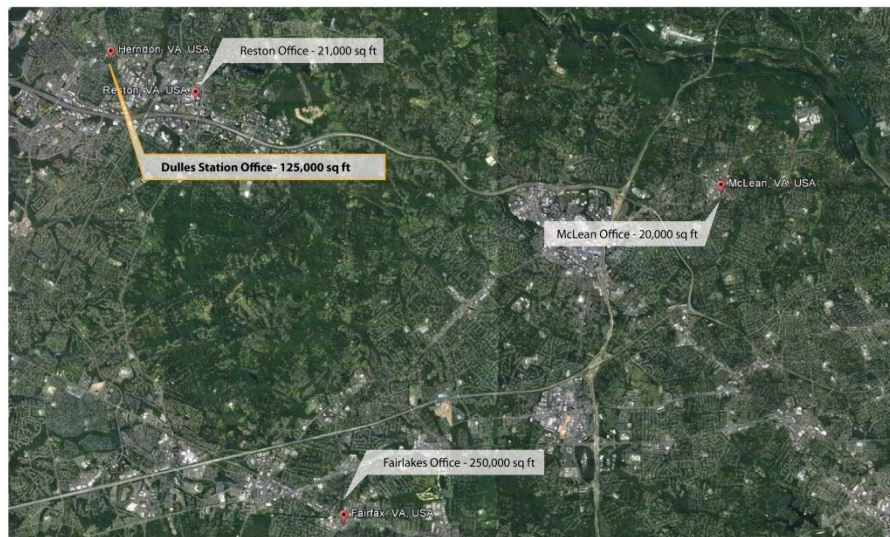 Herndon, VA, USA
Reston Office - 21,000 sq ft
Reston, VA, USA
Dulles Station Office- 125,000 sq ft
McLean, VA, USA
McLean Office - 20,000 sq ft
Fairlakes Office - 250,000 sq ft
Fairfax, VA, USA